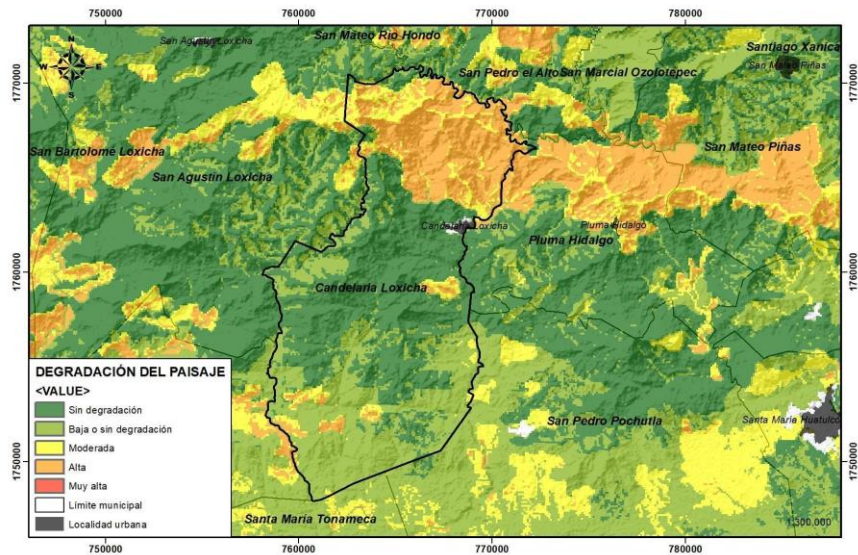 750000 760000 770000 780000
San Agustin Loxicha
San Mateo Río Hondo
Santiago Xanica
San Pedro el Alto
San Marcial Ozolotepec
San Mateo Piñas
N
W E
S
1770000
1770000
San Bartolomé Loxicha
San Mateo Piñas
San Agustín Loxicha
Candelaria Loxicha
Pluma Hidalgo
Pluma Hidalgo
1760000
1760000
Candelaria Loxicha
DEGRADACIÓN DEL PAISAJE
<VALUE>
Sin degradación
Baja o sin degradación
Moderada
Alta
Muy alta
Límite municipal
Localidad urbana
San Pedro Pochutla
Santa María Huatulco
1750000
1750000
Santa María Tonameca
1:300,000
750000 760000 770000 780000